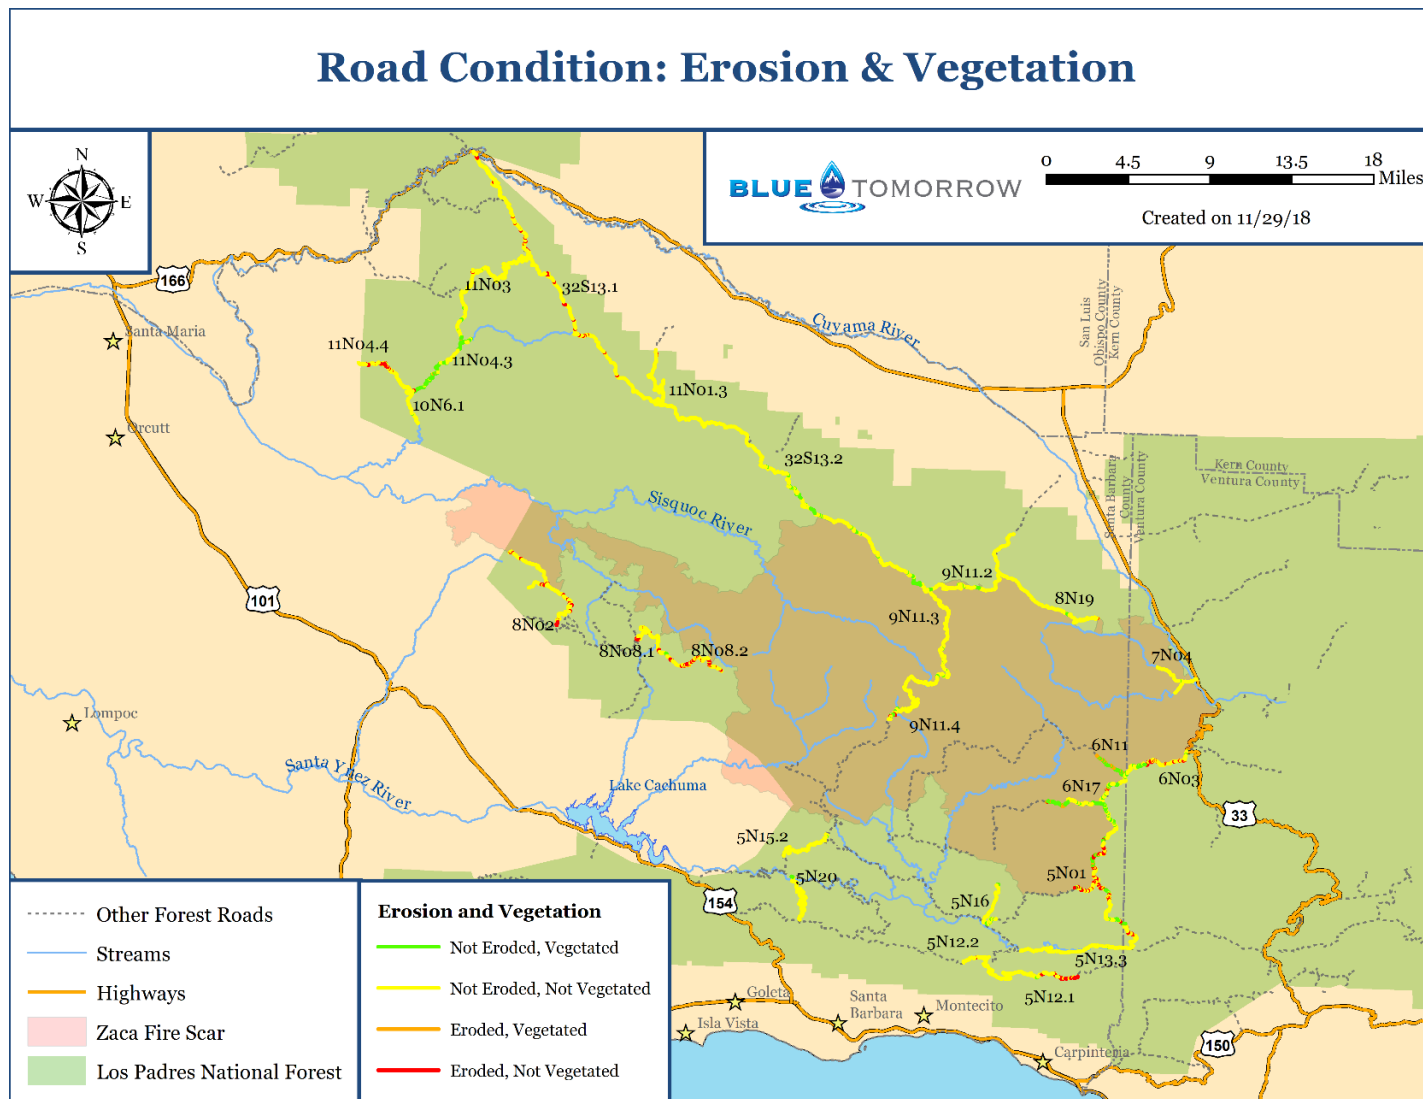 Road Condition: Erosion & Vegetation
N
W E
S
BLUE TOMORROW
0 4.5 9 13.5 18
Miles
Created on 11/29/18
166
Santa Maria
Orcutt
101
Lompoc
11N03
32S13.1
11N04.4
11N04.3
10N6.1
11N01.3
32S13.2
Cuyama River
San Luis
Obispo County
Kern County
Kern County
Ventura County
Santa Barbara
County
Ventura County
Sisquoc River
9N11.2
8N19
9N11.3
8N02
8N08.1
8N08.2
7N04
9N11.4
6N11
6N03
6N17
33
Santa Ynez River
Lake Cachuma
5N15.2
5N20
5N01
154
5N16
5N12.2
5N13.3
5N12.1
Goleta
Isla Vista
Santa
Barbara
Montecito
Carpinteria
150
Other Forest Roads
Streams
Highways
Zaca Fire Scar
Los Padres National Forest
Erosion and Vegetation
Not Eroded, Vegetated
Not Eroded, Not Vegetated
Eroded, Vegetated
Eroded, Not Vegetated